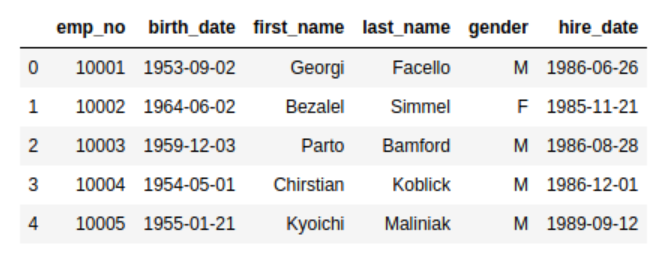 emp_no birth_date first_name last_name gender hire_date
0 10001 1953-09-02 Georgi Facello M 1986-06-26
1 10002 1964-06-02 Bezalel Simmel F 1985-11-21
2 10003 1959-12-03 Parto Bamford M 1986-08-28
3 10004 1954-05-01 Chirstian Koblick M 1986-12-01
4 10005 1955-01-21 Kyoichi Maliniak M 1989-09-12